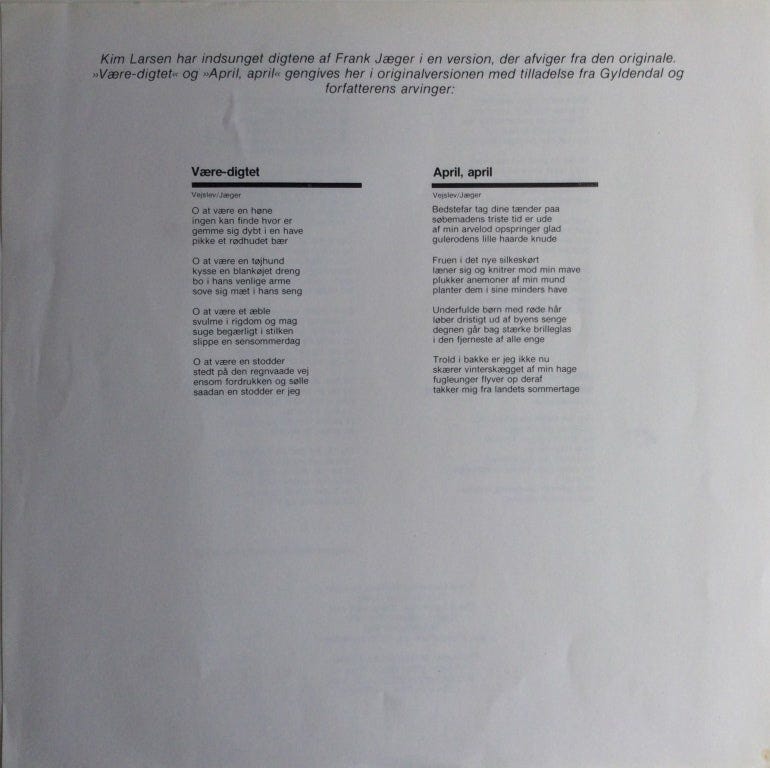 Kim Larsen har indsunget digtene af Frank Jæger i en version, der afviger fra den originale.
»Være-digtet« og »April, april« gengives her i originalversionen med tilladelse fra Gyldendal og
forfatterens arvinger:
Være-digtet
Vejslev/Jæger
O at være en høne
ingen kan finde hvor er
gemme sig dybt i en have
pikke et rødhudet bær
O at være en tøjhund
kysse en blankøjet dreng
bo i hans venlige arme
sove sig mæt i hans seng
O at være et æble
svulme i rigdom og mag
suge begærligt i stilken
slippe en sensommerdag
O at være en stodder
stedt på den regnvaade vej
ensom fordrukken og sølle
saadan en stodder er jeg
April, april
Vejslev/Jæger
Bedstefar tag dine tænder paa
søbemadens triste tid er ude
af min arvelod opspringer glad
gulerodens lille haarde knude
Fruen i det nye silkeskørt
læner sig og knitrer mod min mave
plukker anemoner af min mund
planter dem i sine minders have
Underfulde børn med røde hår
løber dristigt ud af byens senge
degnen går bag stærke brilleglas
i den fjerneste af alle enge
Trold i bakke er jeg ikke nu
skærer vinterskægget af min hage
fugleunger flyver op deraf
takker mig fra landets sommertage